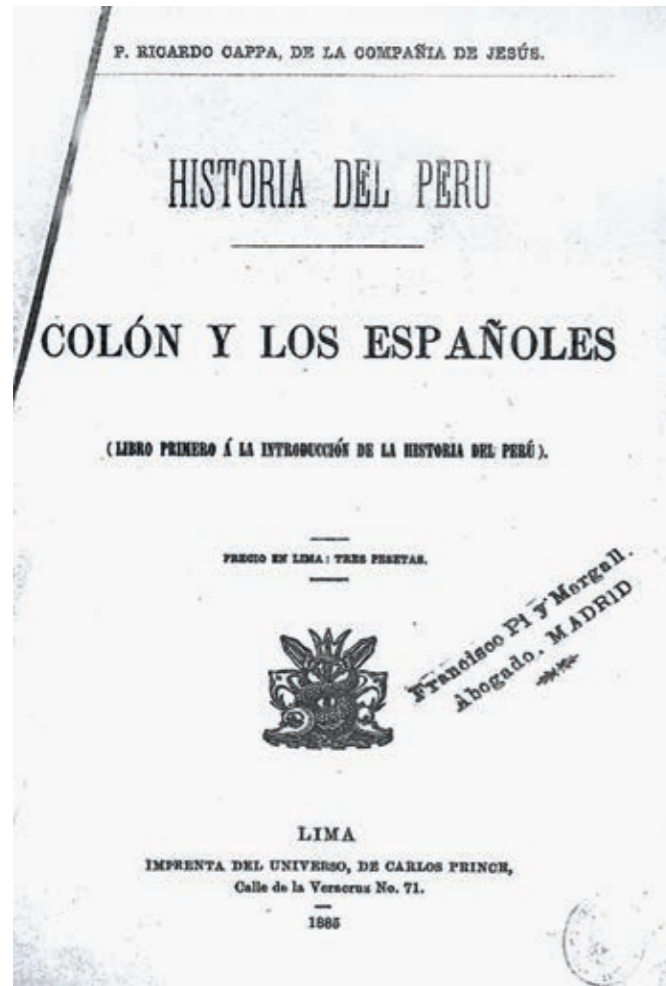 P. RICARDO CAPPA, DE LA COMPAÑIA DE JESÚS.
HISTORIA DEL PERU
COLÓN Y LOS ESPAÑOLES
(LIBRO PRIMERO Á LA INTRODUCCIÓN DE LA HISTORIA DEL PERÚ).
PRECIO EN LIMA: TRES PESETAS.
Francisco Pi y Margall.
Abogado. MADRID
LIMA
IMPRENTA DEL UNIVERSO, DE CARLOS PRINCE,
Calle de la Veracruz No. 71.
1885